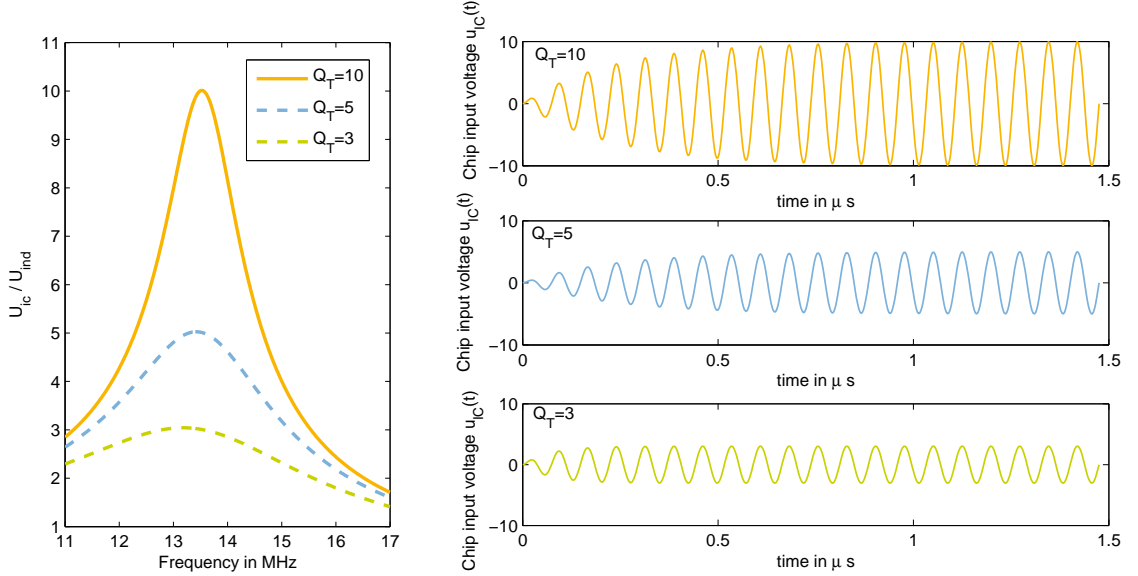 11
10
9
8
7
6
5
4
3
2
1
U_ic / U_ind
Q_T=10
Q_T=5
Q_T=3
11 12 13 14 15 16 17
Frequency in MHz
Chip input voltage u_IC(t)
10
0
−10
Q_T=10
0 0.5 1 1.5
time in μ s
Chip input voltage u_IC(t)
10
0
−10
Q_T=5
0 0.5 1 1.5
time in μ s
Chip input voltage u_IC(t)
10
0
−10
Q_T=3
0 0.5 1 1.5
time in μ s